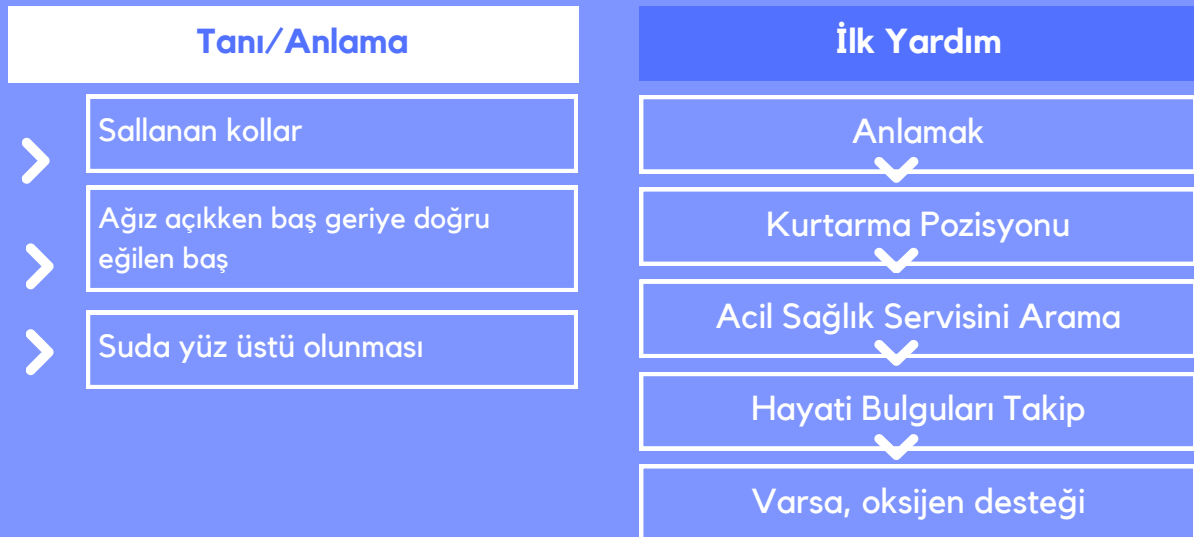 Tanı/Anlama
Sallanan kollar
Ağız açıkken baş geriye doğru
eğilen baş
Suda yüz üstü olunması
İlk Yardım
Anlamak
Kurtarma Pozisyonu
Acil Sağlık Servisini Arama
Hayati Bulguları Takip
Varsa, oksijen desteği